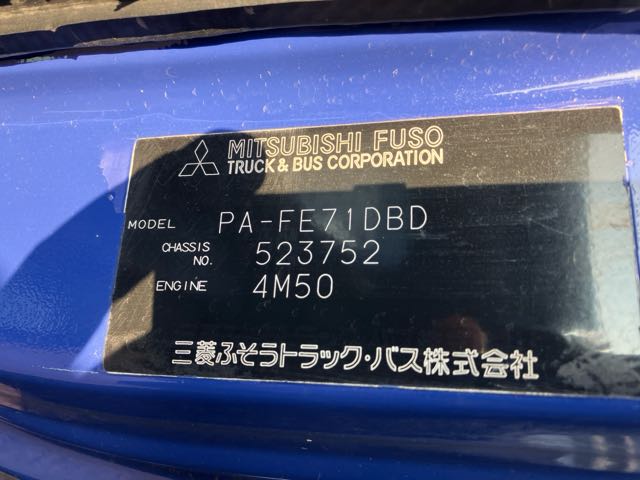 MITSUBISHI FUSO
TRUCK & BUS CORPORATION
MODEL PA-FE71DBD
CHASSIS NO. 523752
ENGINE 4M50
三菱ふそうトラック・バス株式会社